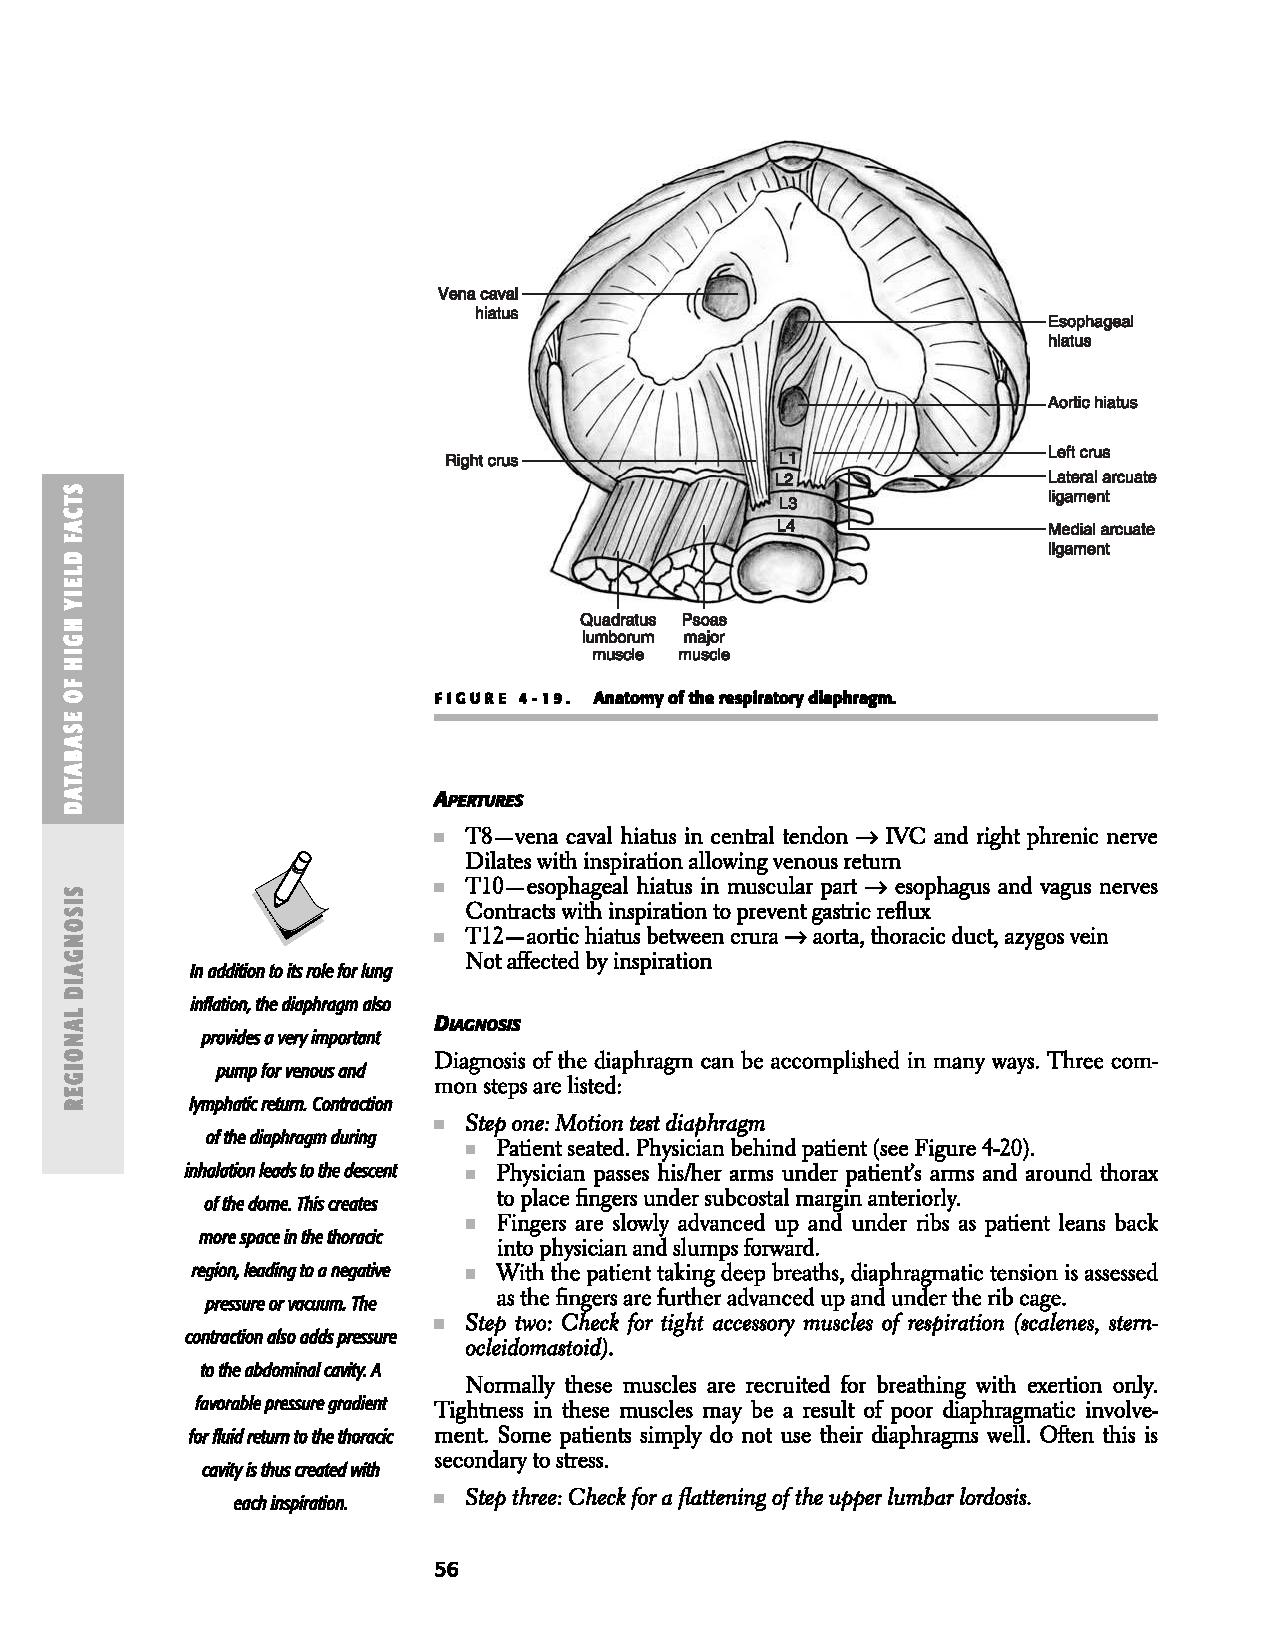 Vena caval
hiatus
Esophageal
hiatus
Aortic hiatus
Right crus
Left crus
Lateral arcuate
ligament
Medial arcuate
ligament
L1
L2
L3
L4
Quadratus
lumborum
muscle
Psoas
major
muscle
FIGURE 4-19. Anatomy of the respiratory diaphragm.
DATABASE OF HIGH YIELD FACTS
REGIONAL DIAGNOSIS
In addition to its role for lung
inflation, the diaphragm also
provides a very important
pump for venous and
lymphatic return. Contraction
of the diaphragm during
inhalation leads to the descent
of the dome. This creates
more space in the thoracic
region, leading to a negative
pressure or vacuum. The
contraction also adds pressure
to the abdominal cavity. A
favorable pressure gradient
for fluid return to the thoracic
cavity is thus created with
each inspiration.
APERTURES
■ T8—vena caval hiatus in central tendon → IVC and right phrenic nerve
Dilates with inspiration allowing venous return
■ T10—esophageal hiatus in muscular part → esophagus and vagus nerves
Contracts with inspiration to prevent gastric reflux
■ T12—aortic hiatus between crura → aorta, thoracic duct, azygos vein
Not affected by inspiration
DIAGNOSIS
Diagnosis of the diaphragm can be accomplished in many ways. Three com-
mon steps are listed:
■ Step one: Motion test diaphragm
■ Patient seated. Physician behind patient (see Figure 4-20).
■ Physician passes his/her arms under patient's arms and around thorax
to place fingers under subcostal margin anteriorly.
■ Fingers are slowly advanced up and under ribs as patient leans back
into physician and slumps forward.
■ With the patient taking deep breaths, diaphragmatic tension is assessed
as the fingers are further advanced up and under the rib cage.
■ Step two: Check for tight accessory muscles of respiration (scalenes, stern-
ocleidomastoid).
Normally these muscles are recruited for breathing with exertion only.
Tightness in these muscles may be a result of poor diaphragmatic involve-
ment. Some patients simply do not use their diaphragms well. Often this is
secondary to stress.
■ Step three: Check for a flattening of the upper lumbar lordosis.
56